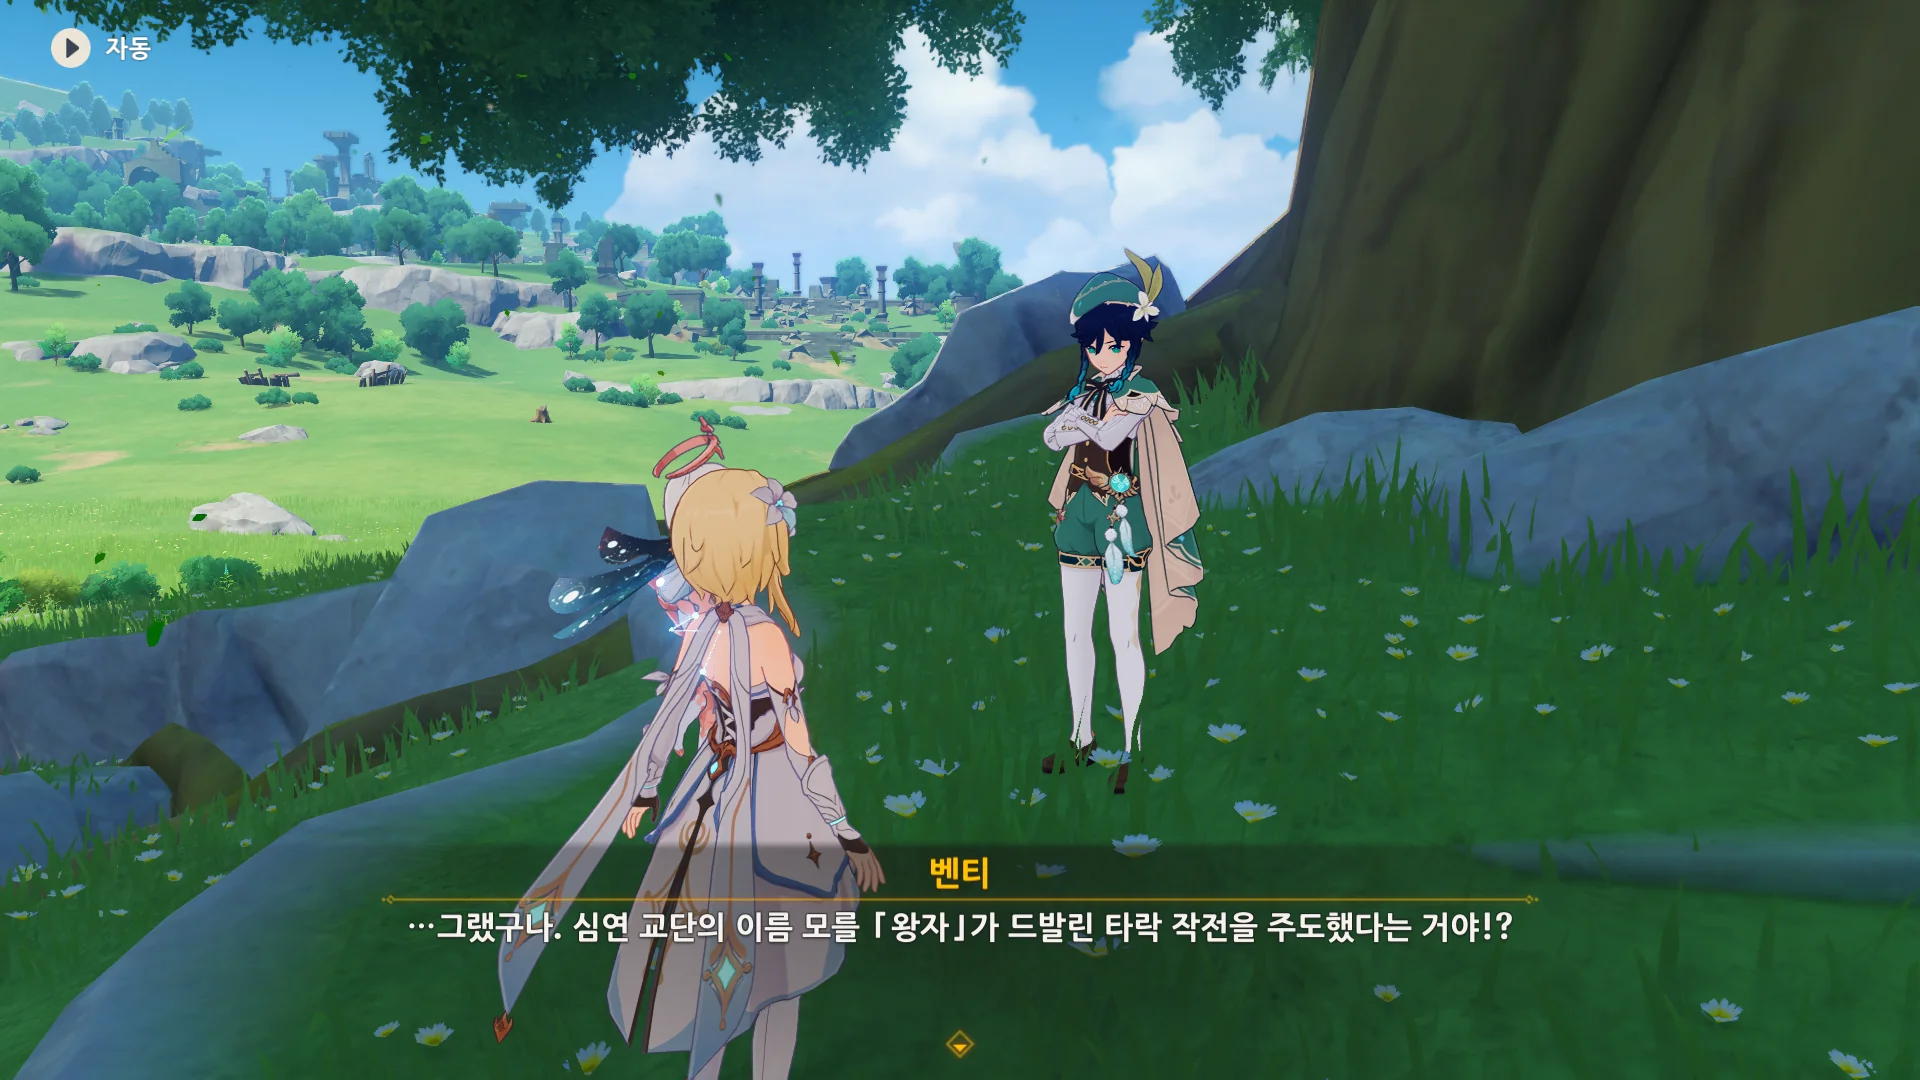 자동
벤티
…그랬구나. 심연 교단의 이름 모를 「왕자」가 드발린 타락 작전을 주도했다는 거야!?